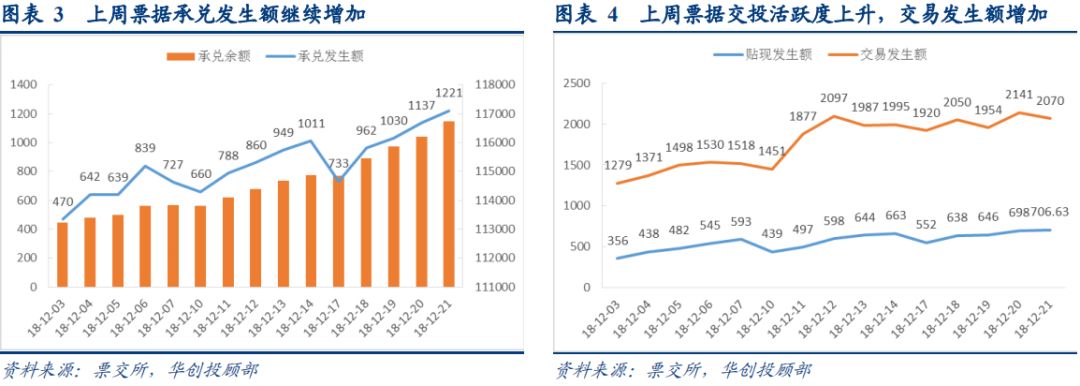 图表 3 上周票据承兑发生额继续增加
承兑余额 承兑发生额
1400
1200
1000
800
600
400
200
0
118000
117000
116000
115000
114000
113000
112000
111000
470 642 639 839 727 660 788 860 949 1011 733 962 1030 1137 1221
18-12-03 18-12-04 18-12-05 18-12-06 18-12-07 18-12-10 18-12-11 18-12-12 18-12-13 18-12-14 18-12-17 18-12-18 18-12-19 18-12-20 18-12-21
资料来源：票交所，华创投顾部
图表 4 上周票据交投活跃度上升，交易发生额增加
贴现发生额 交易发生额
2500
2000
1500
1000
500
0
1279 1371 1498 1530 1518 1451 1877 2097 1987 1995 1920 2050 1954 2141 2070
356 438 482 545 593 439 497 598 644 663 552 638 646 698 706.63
18-12-03 18-12-04 18-12-05 18-12-06 18-12-07 18-12-10 18-12-11 18-12-12 18-12-13 18-12-14 18-12-17 18-12-18 18-12-19 18-12-20 18-12-21
资料来源：票交所，华创投顾部